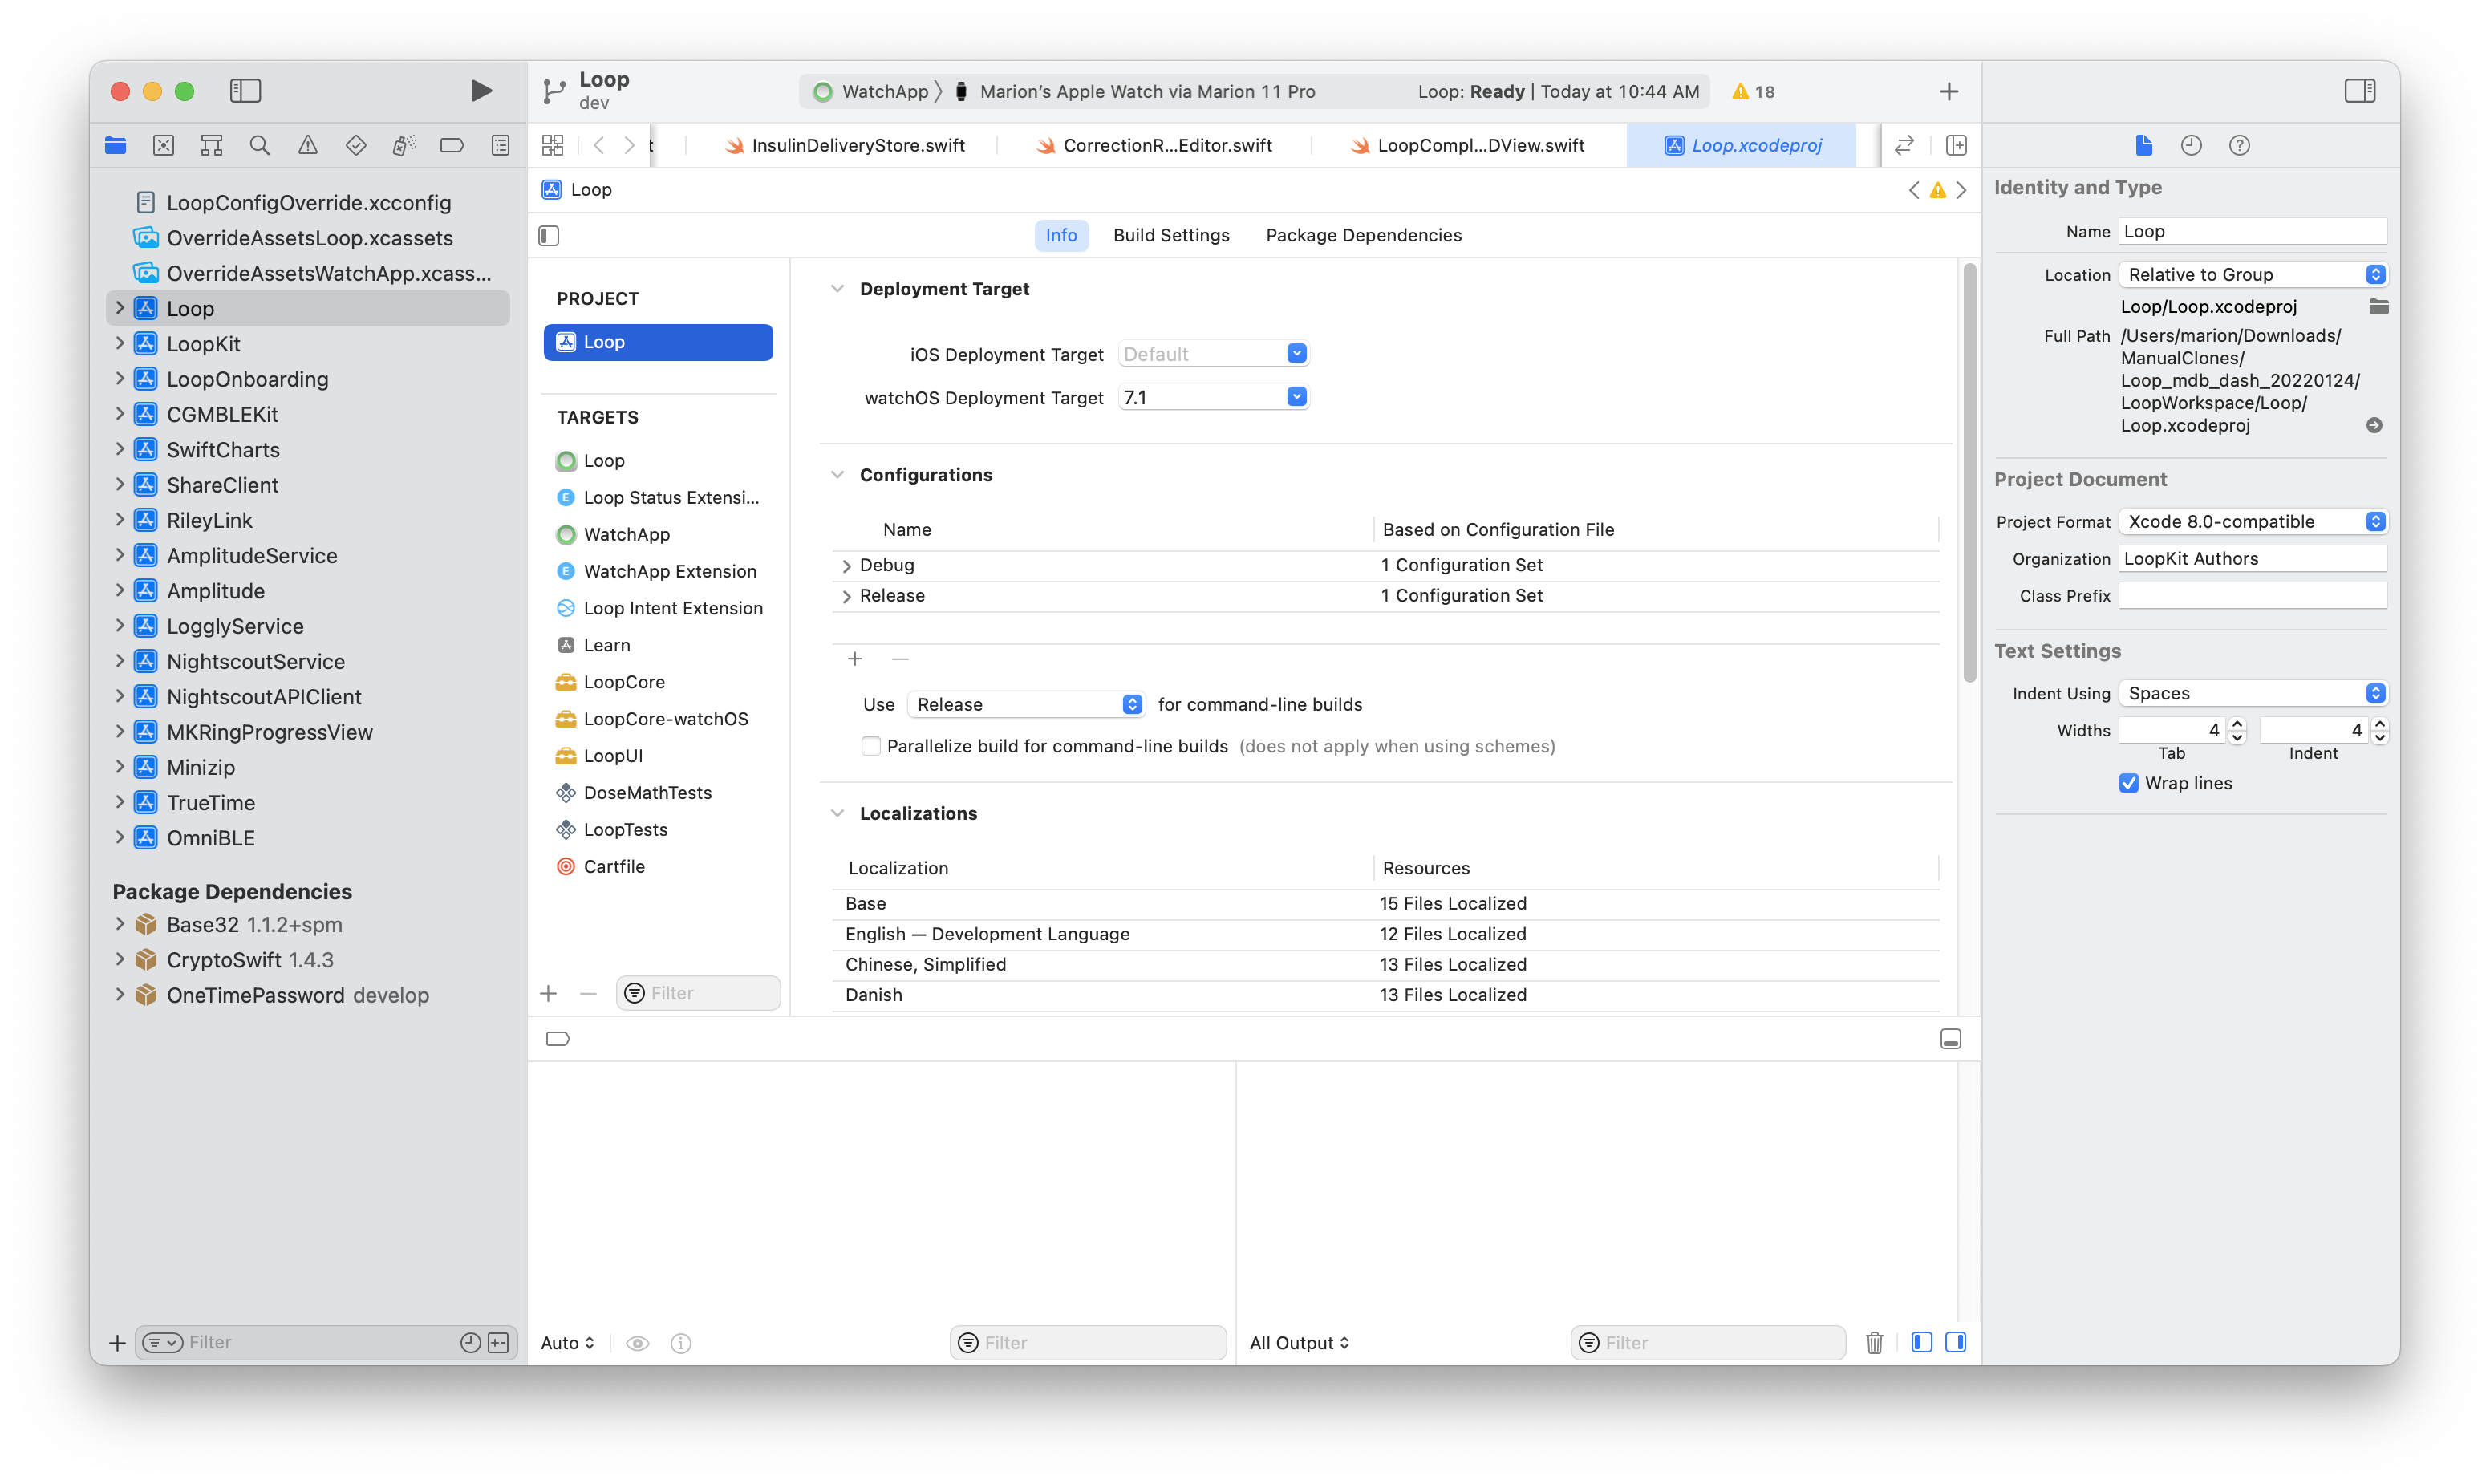 Loop
dev
WatchApp
Marion's Apple Watch via Marion 11 Pro
Loop: Ready | Today at 10:44 AM
18
t
InsulinDeliveryStore.swift
CorrectionR...Editor.swift
LoopCompl...DView.swift
Loop.xcodeproj
LoopConfigOverride.xcconfig
OverrideAssetsLoop.xcassets
OverrideAssetsWatchApp.xcass...
Loop
LoopKit
LoopOnboarding
CGMBLEKit
SwiftCharts
ShareClient
RileyLink
AmplitudeService
Amplitude
LogglyService
NightscoutService
NightscoutAPIClient
MKRingProgressView
Minizip
TrueTime
OmniBLE
Package Dependencies
Base32 1.1.2+spm
CryptoSwift 1.4.3
OneTimePassword develop
Filter
Loop
Info
Build Settings
Package Dependencies
PROJECT
Loop
TARGETS
Loop
Loop Status Extensi...
WatchApp
WatchApp Extension
Loop Intent Extension
Learn
LoopCore
LoopCore-watchOS
LoopUI
DoseMathTests
LoopTests
Cartfile
Filter
Deployment Target
iOS Deployment Target Default
watchOS Deployment Target 7.1
Configurations
Name Based on Configuration File
Debug 1 Configuration Set
Release 1 Configuration Set
Use Release for command-line builds
Parallelize build for command-line builds (does not apply when using schemes)
Localizations
Localization Resources
Base 15 Files Localized
English — Development Language 12 Files Localized
Chinese, Simplified 13 Files Localized
Danish 13 Files Localized
Auto
Filter
All Output
Filter
Identity and Type
Name Loop
Location Relative to Group
Loop/Loop.xcodeproj
Full Path /Users/marion/Downloads/
ManualClones/
Loop_mdb_dash_20220124/
LoopWorkspace/Loop/
Loop.xcodeproj
Project Document
Project Format Xcode 8.0-compatible
Organization LoopKit Authors
Class Prefix
Text Settings
Indent Using Spaces
Widths 4 4
Tab Indent
Wrap lines